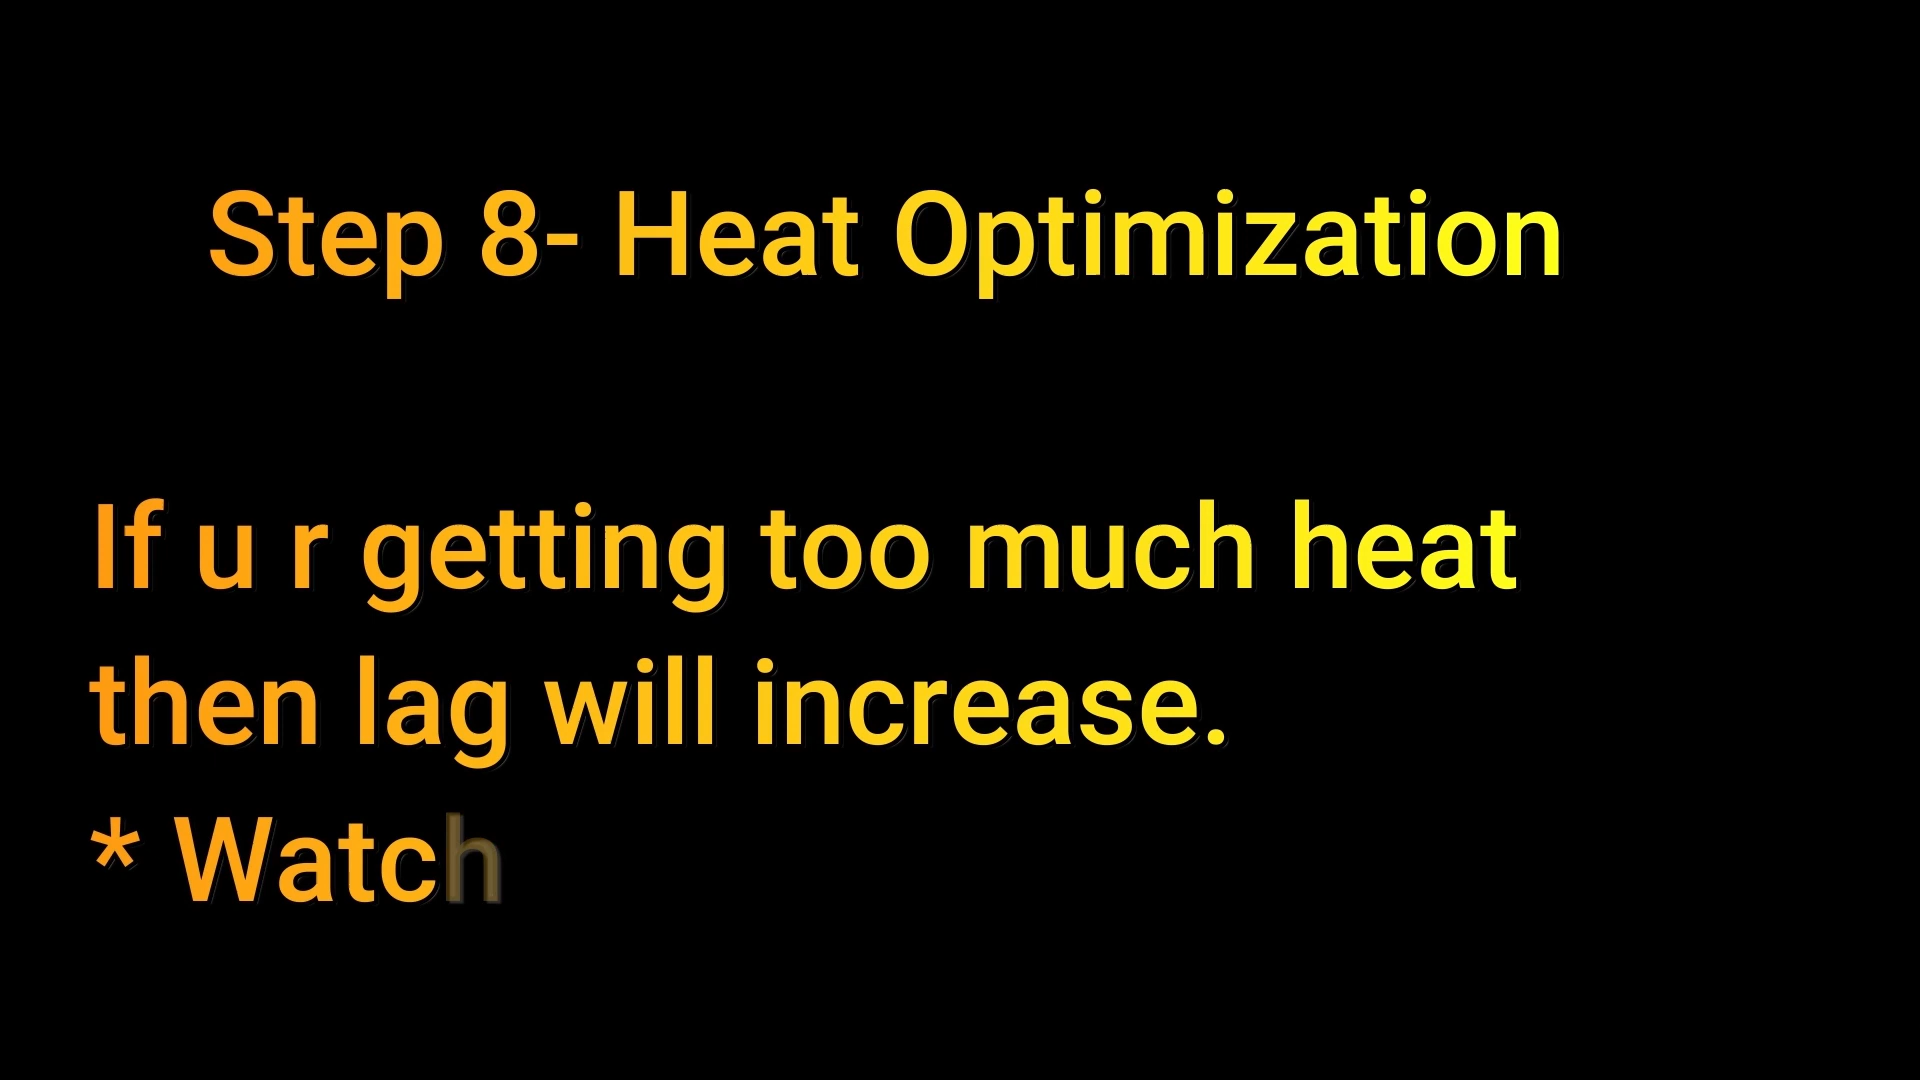 Step 8- Heat Optimization
If u r getting too much heat
then lag will increase.
* Watch